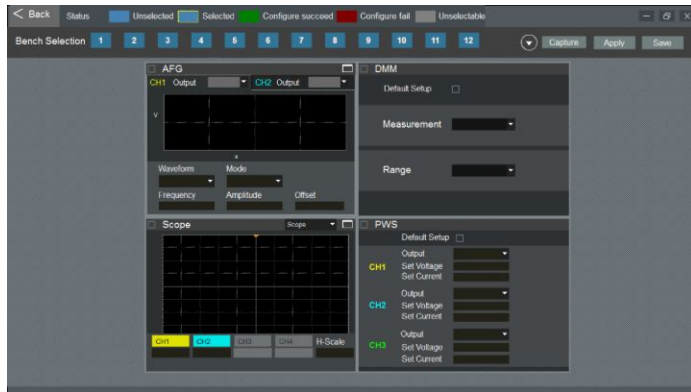 < Back Status Unselected Selected Configure succeed Configure fail Unselectable
Bench Selection 1 2 3 4 5 6 7 8 9 10 11 12 Capture Apply Save
AFG
CH1 Output CH2 Output
V
x
Waveform Mode
Frequency Amplitude Offset
DMM
Default Setup
Measurement
Range
Scope Scope
CH1 CH2 CH3 CH4 H-Scale
PWS
Default Setup
Output
CH1 Set Voltage
Set Current
Output
CH2 Set Voltage
Set Current
Output
CH3 Set Voltage
Set Current